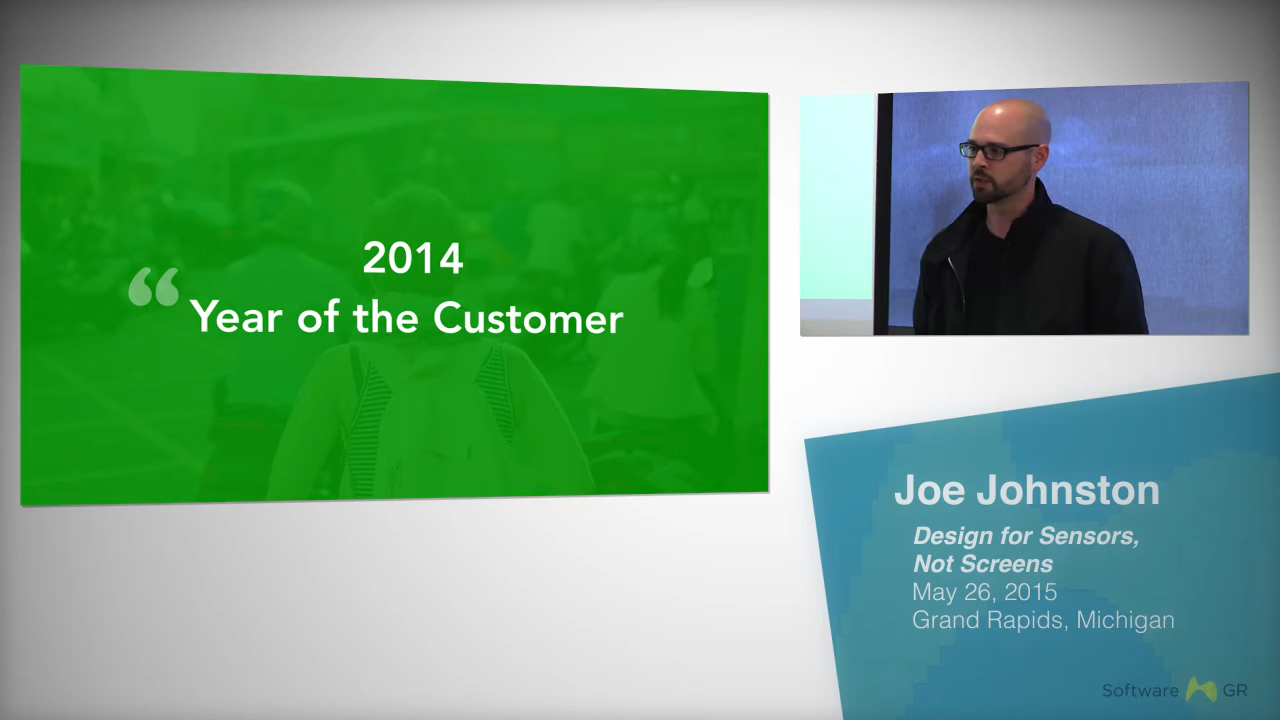 2014
“ Year of the Customer
Joe Johnston
Design for Sensors,
Not Screens
May 26, 2015
Grand Rapids, Michigan
Software GR